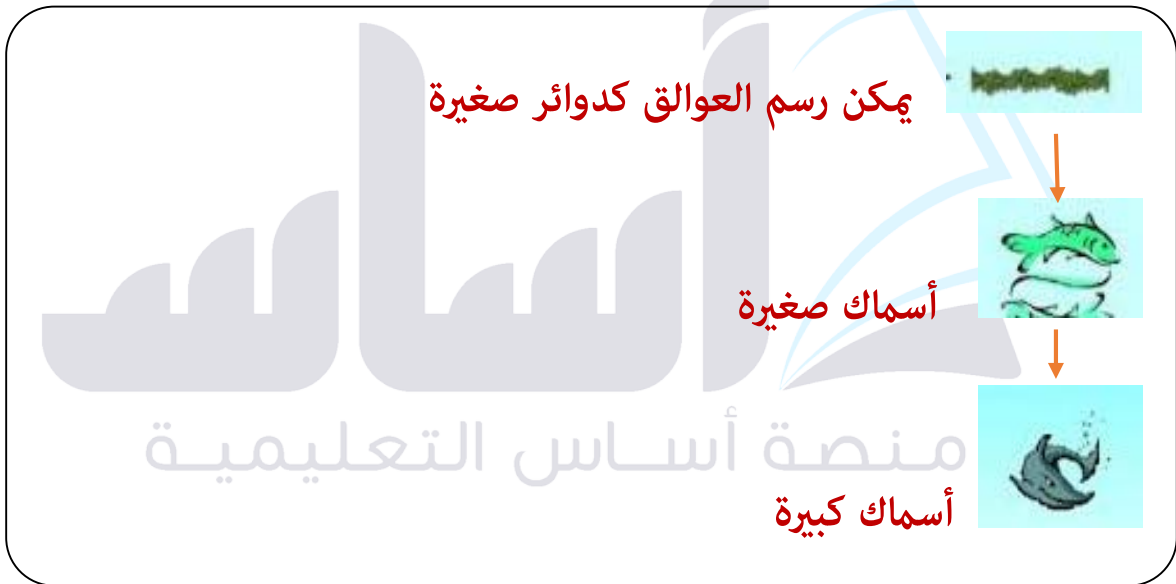 يمكن رسم العوالق كدوائر صغيرة
أسماك صغيرة
أساس
منصة أساس التعليمية
أسماك كبيرة